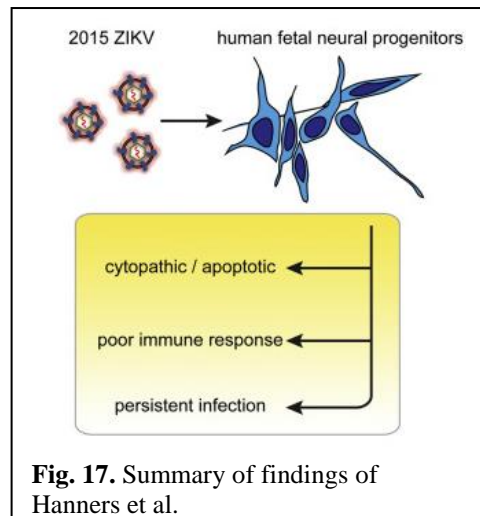 2015 ZIKV
human fetal neural progenitors
cytopathic / apoptotic
poor immune response
persistent infection
Fig. 17. Summary of findings of
Hanners et al.